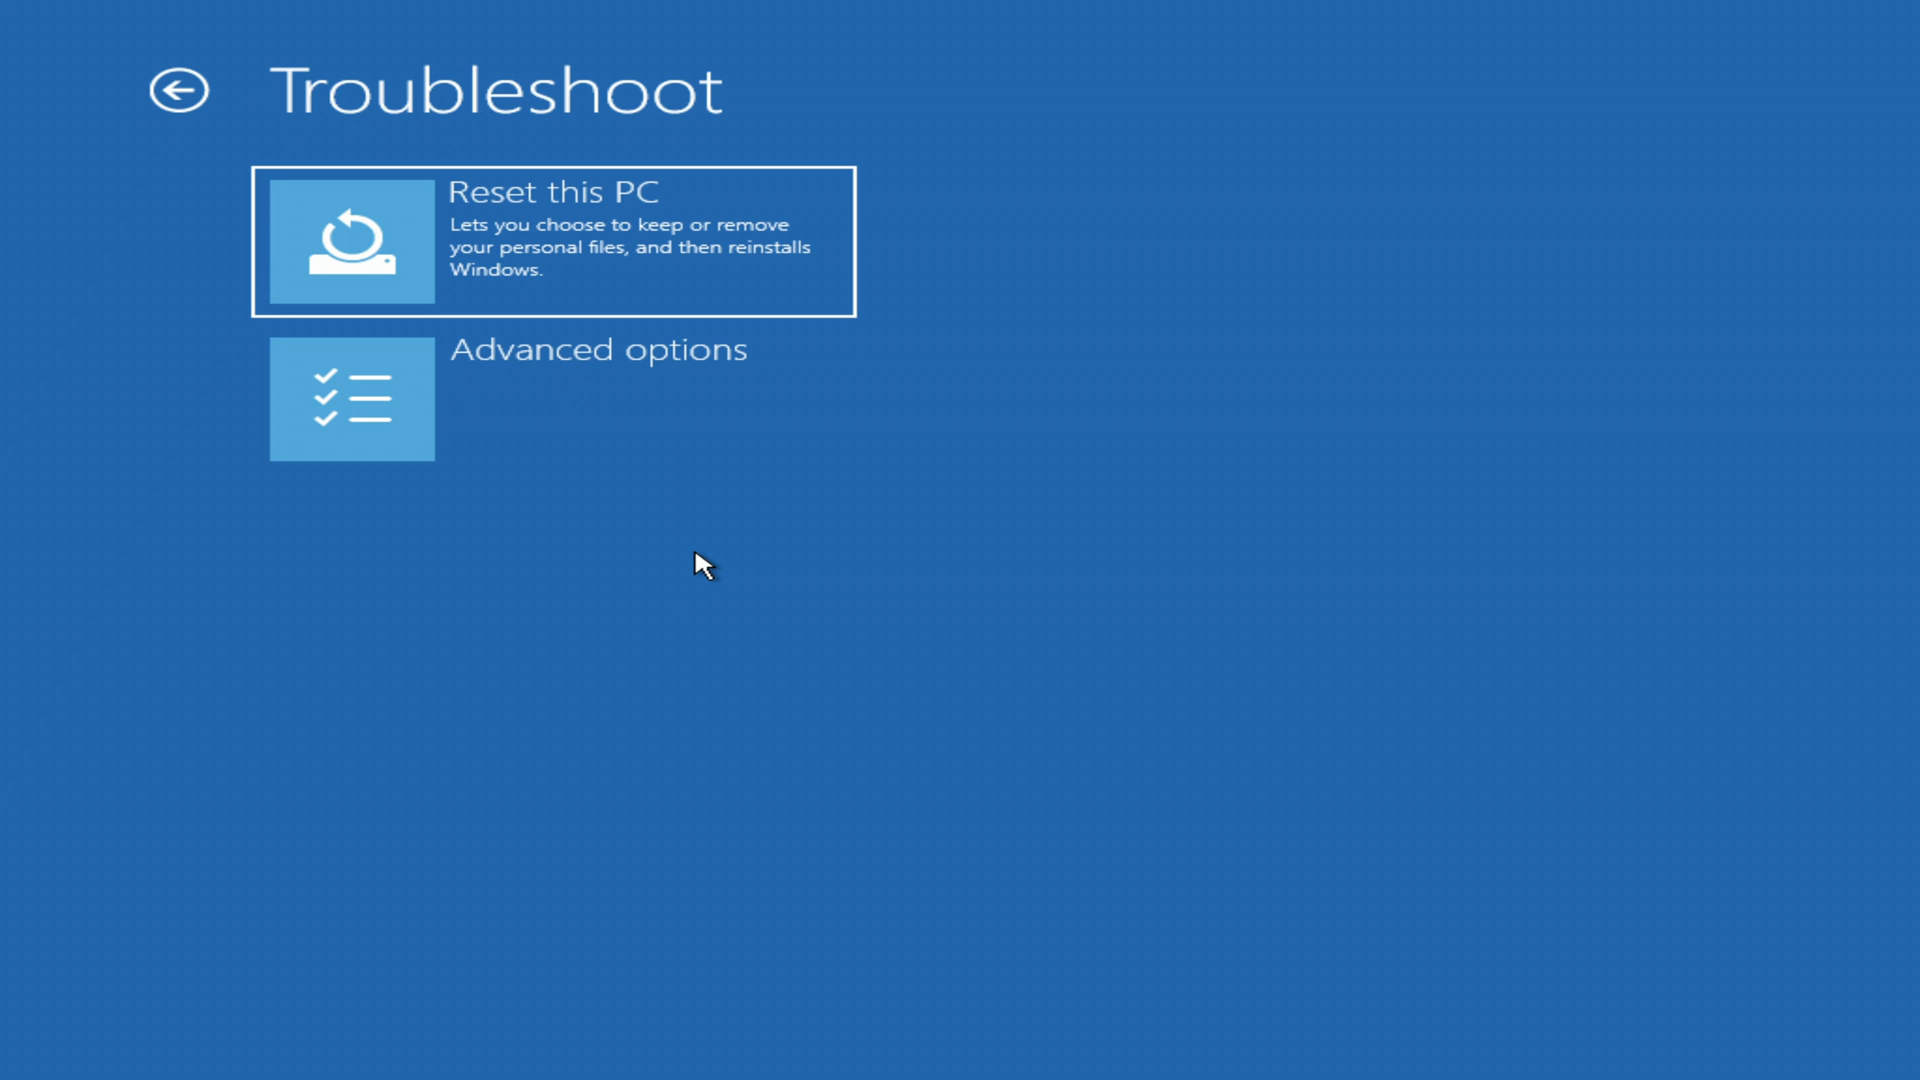 Troubleshoot
Reset this PC
Lets you choose to keep or remove
your personal files, and then reinstalls
Windows.
Advanced options